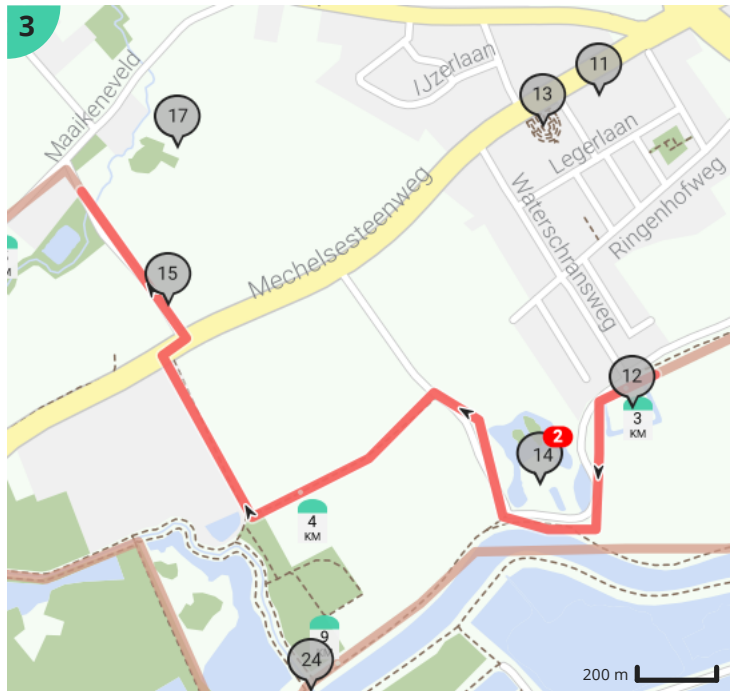 3
IJzerlaan
11
13
Maaikeneveld
17
Legerlaan
Waterschransweg
Ringenhofweg
Mechelsesteenweg
15
12
3
KM
2
14
4
KM
9
24
200 m